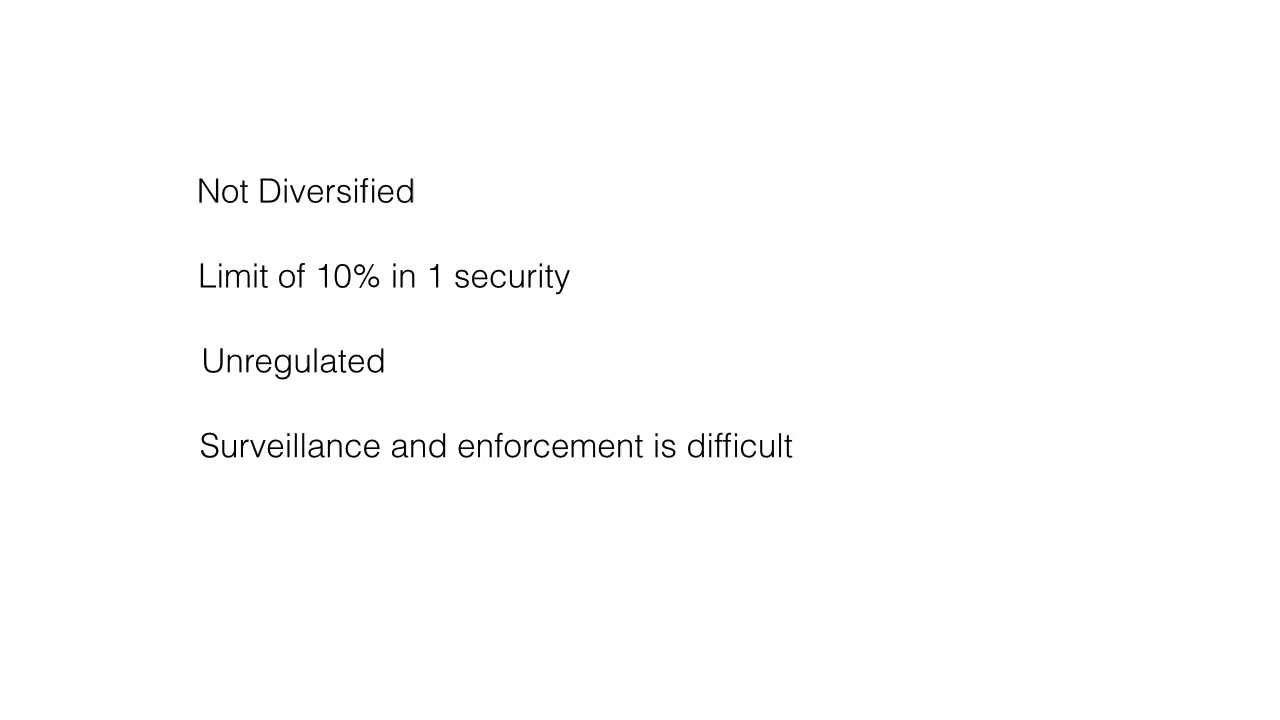 Not Diversified
Limit of 10% in 1 security
Unregulated
Surveillance and enforcement is difficult